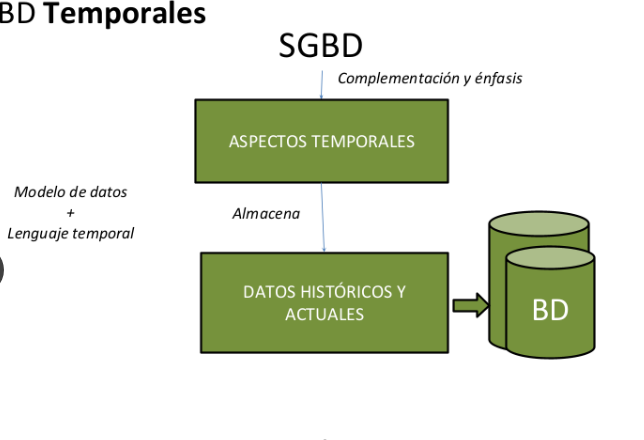 BD Temporales
SGBD
Complementación y énfasis
ASPECTOS TEMPORALES
Modelo de datos
+
Lenguaje temporal
Almacena
DATOS HISTÓRICOS Y
ACTUALES
BD